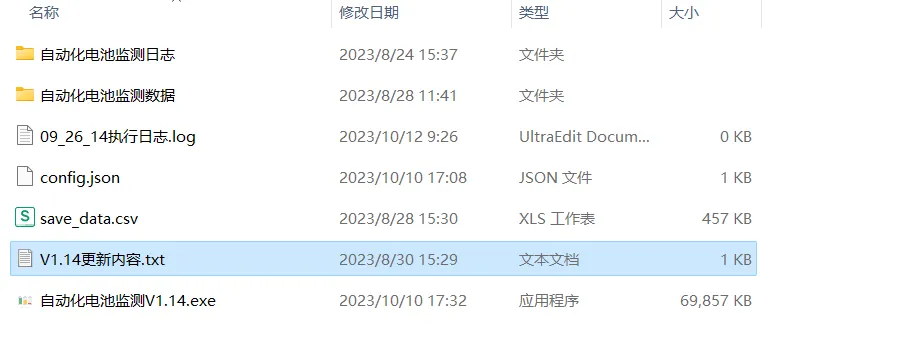 名称 修改日期 类型 大小
自动化电池监测日志 2023/8/24 15:37 文件夹
自动化电池监测数据 2023/8/28 11:41 文件夹
09_26_14执行日志.log 2023/10/12 9:26 UltraEdit Docum... 0 KB
config.json 2023/10/10 17:08 JSON 文件 1 KB
save_data.csv 2023/8/28 15:30 XLS 工作表 457 KB
V1.14更新内容.txt 2023/8/30 15:29 文本文档 1 KB
自动化电池监测V1.14.exe 2023/10/10 17:32 应用程序 69,857 KB